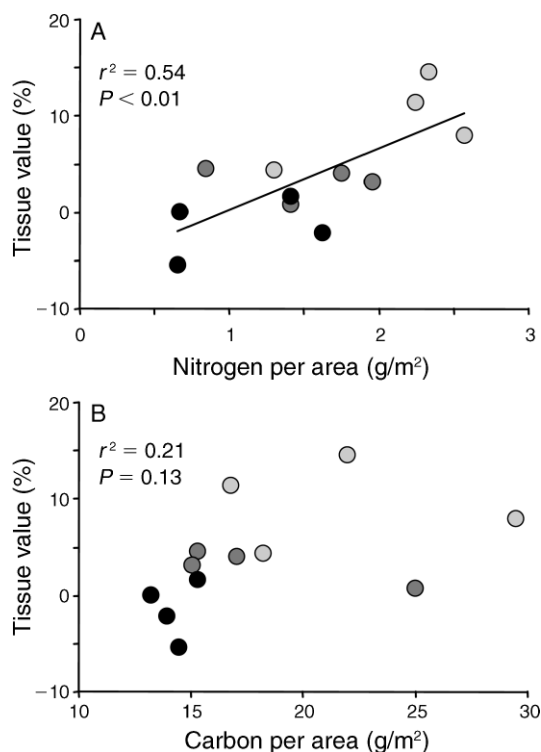 A
r² = 0.54
P < 0.01
Tissue value (%)
20
10
0
−10
0
1
2
3
Nitrogen per area (g/m²)
B
r² = 0.21
P = 0.13
Tissue value (%)
20
10
0
−10
10
15
20
25
30
Carbon per area (g/m²)